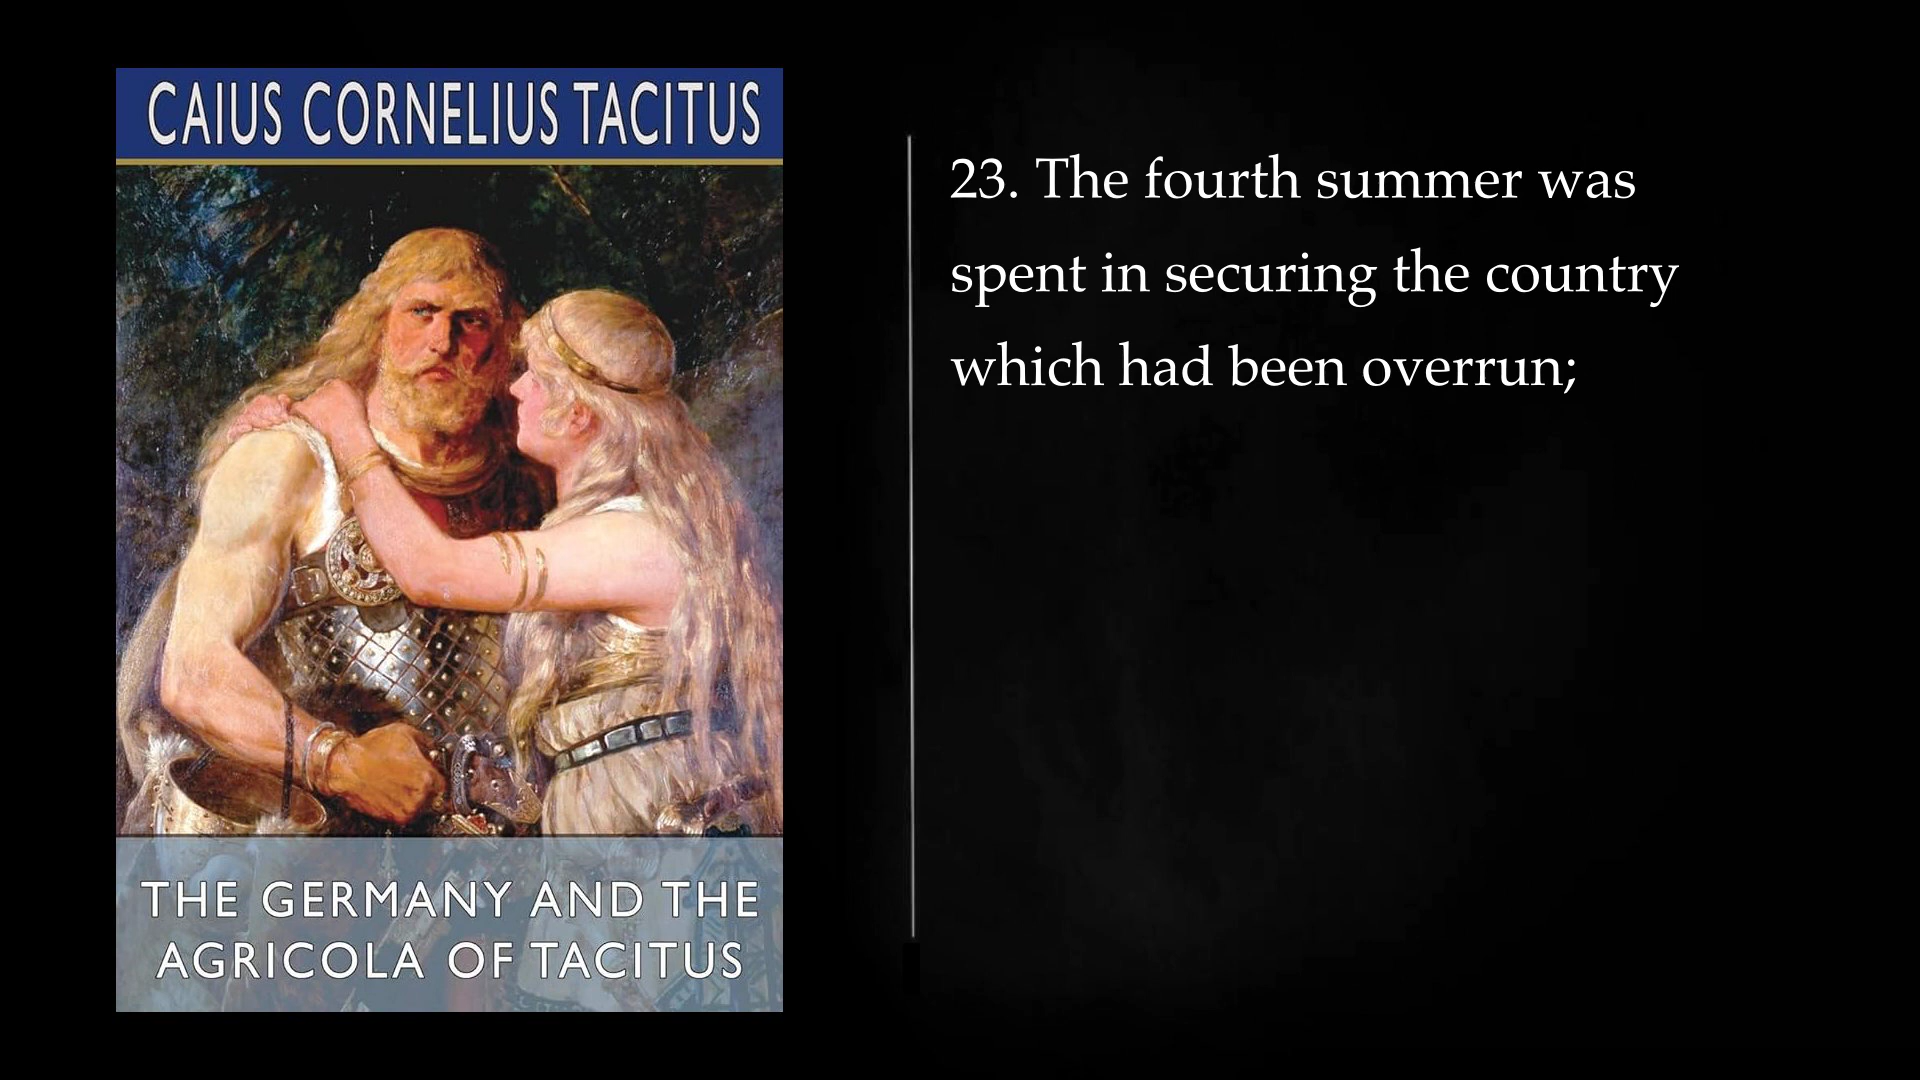 CAIUS CORNELIUS TACITUS
THE GERMANY AND THE
AGRICOLA OF TACITUS
23. The fourth summer was
spent in securing the country
which had been overrun;